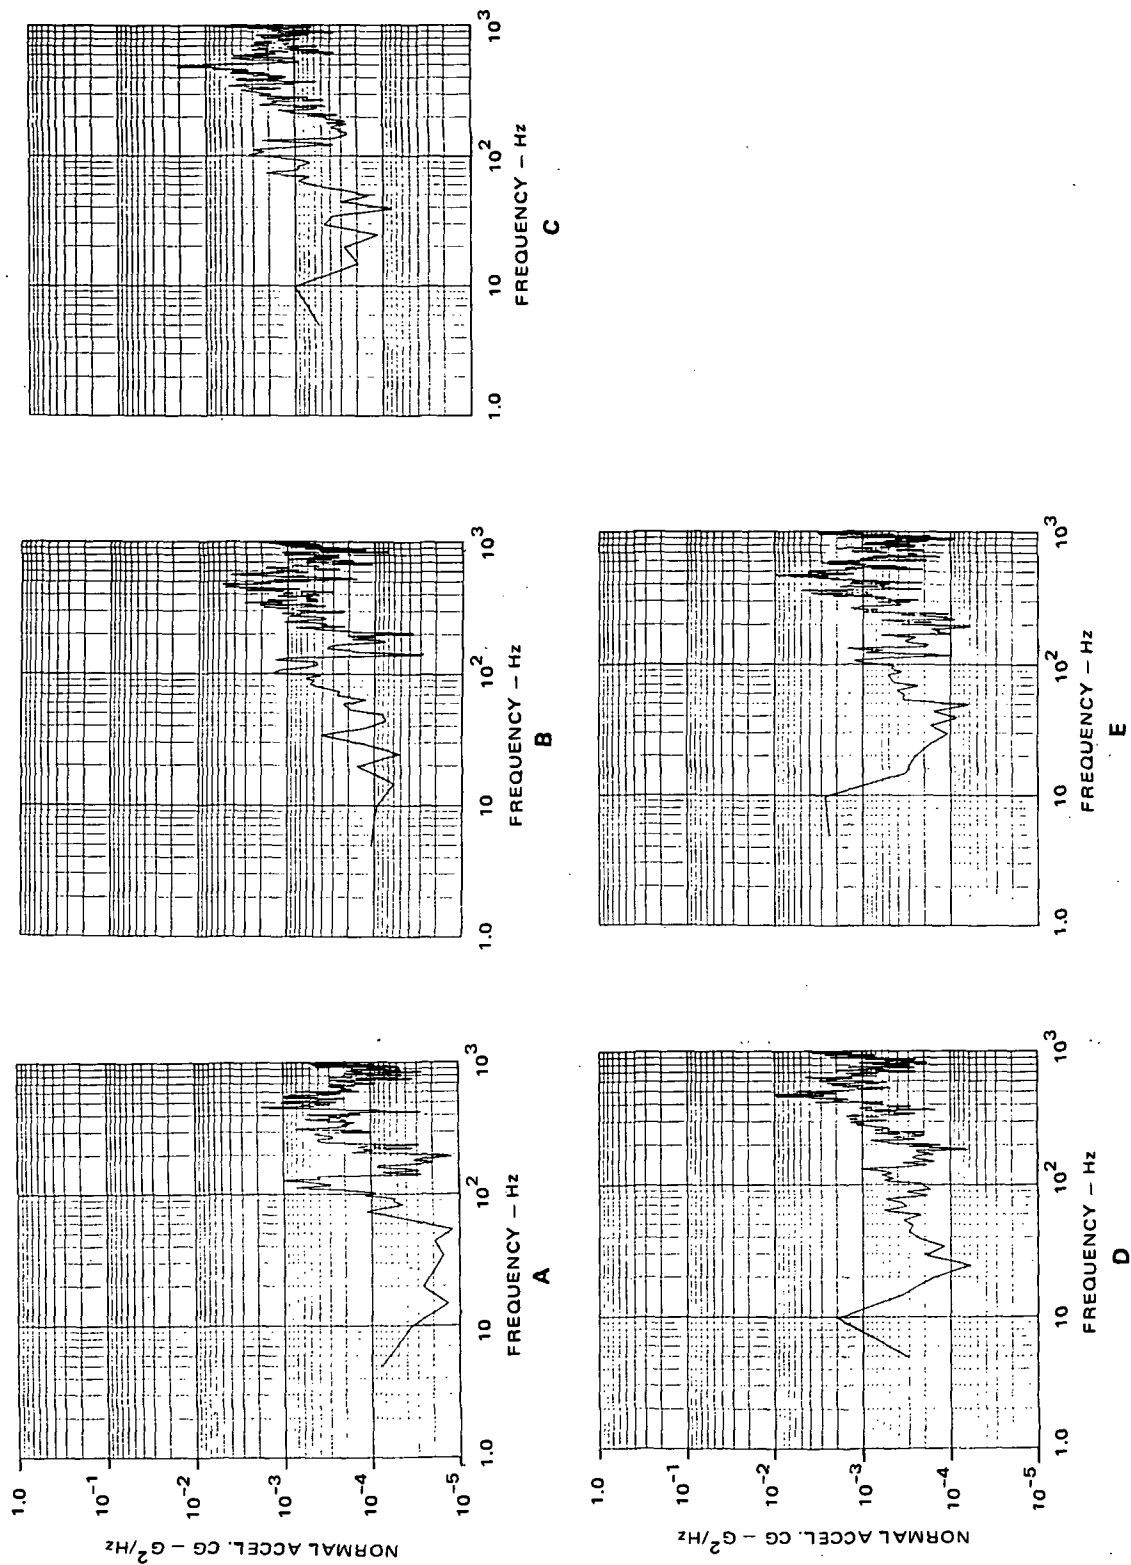 NORMAL ACCEL. CG – G²/Hz
1.0
10⁻¹
10⁻²
10⁻³
10⁻⁴
10⁻⁵
1.0 10 10² 10³
FREQUENCY – Hz
A
1.0 10 10² 10³
FREQUENCY – Hz
B
1.0 10 10² 10³
FREQUENCY – Hz
C
NORMAL ACCEL. CG – G²/Hz
1.0
10⁻¹
10⁻²
10⁻³
10⁻⁴
10⁻⁵
1.0 10 10² 10³
FREQUENCY – Hz
D
1.0 10 10² 10³
FREQUENCY – Hz
E